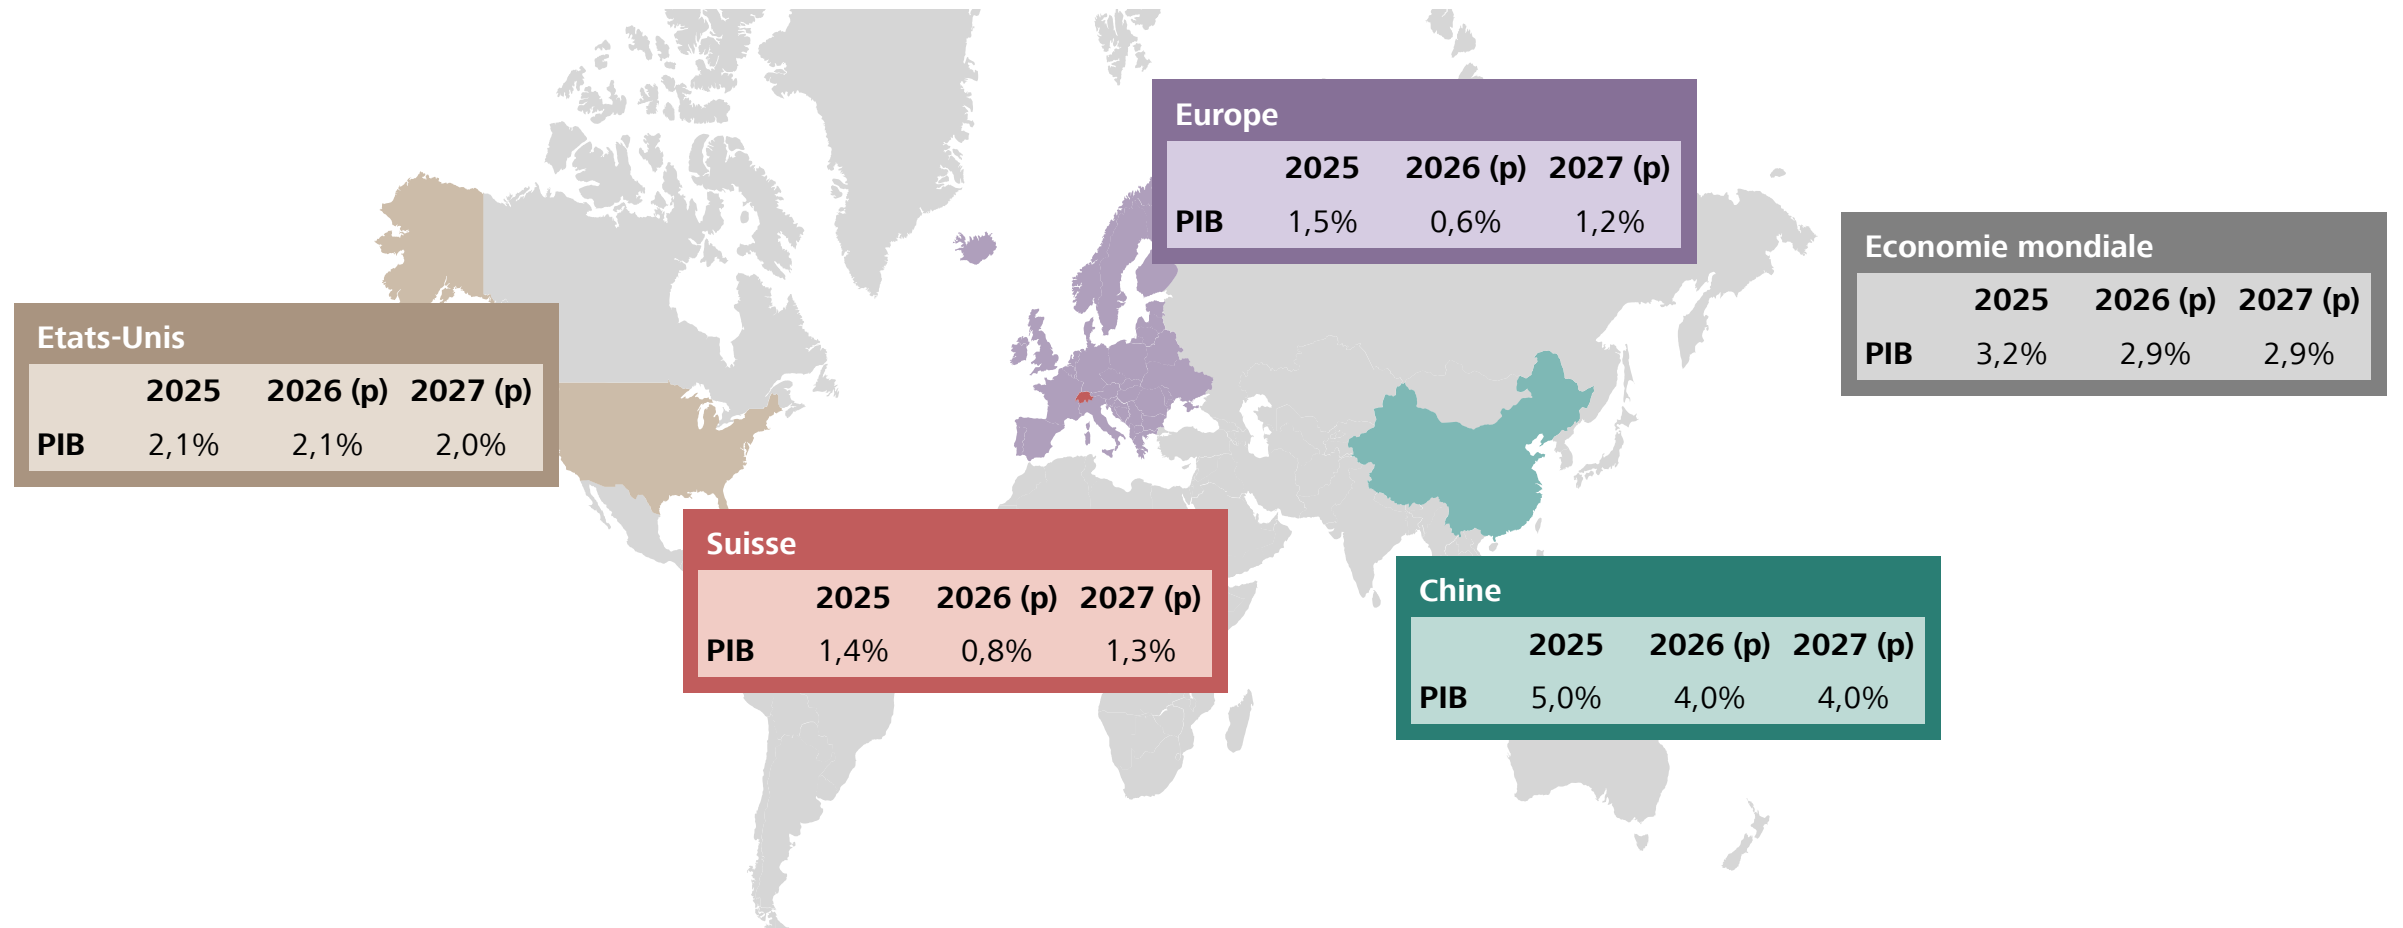 Europe
2025 2026 (p) 2027 (p)
PIB 1,5% 0,6% 1,2%
Economie mondiale
2025 2026 (p) 2027 (p)
PIB 3,2% 2,9% 2,9%
Etats-Unis
2025 2026 (p) 2027 (p)
PIB 2,1% 2,1% 2,0%
Suisse
2025 2026 (p) 2027 (p)
PIB 1,4% 0,8% 1,3%
Chine
2025 2026 (p) 2027 (p)
PIB 5,0% 4,0% 4,0%